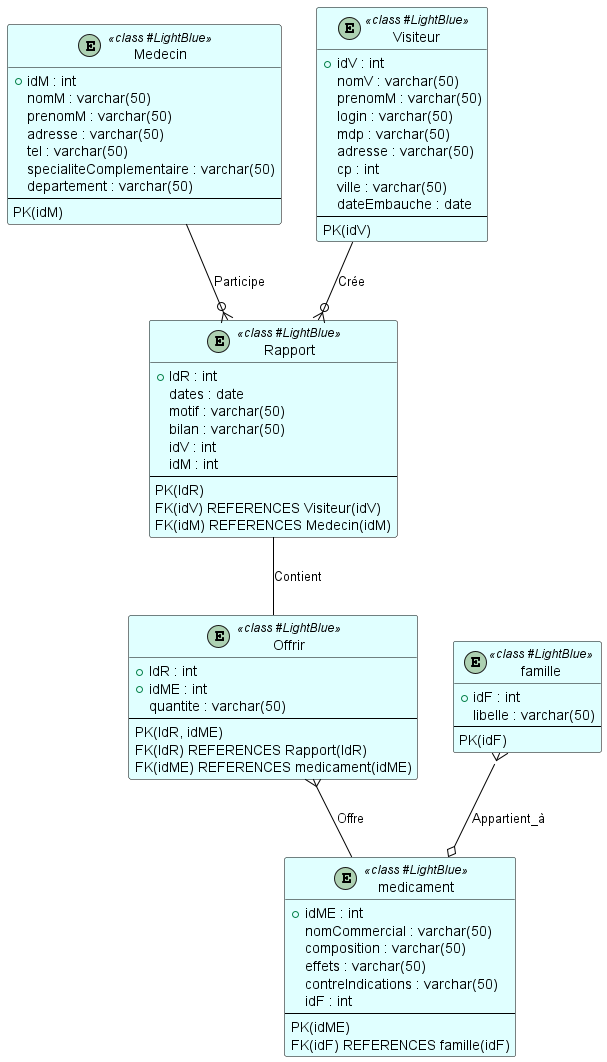 E «class #LightBlue»
Medecin
idM : int
nomM : varchar(50)
prenomM : varchar(50)
adresse : varchar(50)
tel : varchar(50)
specialiteComplementaire : varchar(50)
departement : varchar(50)
PK(idM)
E «class #LightBlue»
Visiteur
idV : int
nomV : varchar(50)
prenomM : varchar(50)
login : varchar(50)
mdp : varchar(50)
adresse : varchar(50)
cp : int
ville : varchar(50)
dateEmbauche : date
PK(idV)
Participe
Crée
E «class #LightBlue»
Rapport
IdR : int
dates : date
motif : varchar(50)
bilan : varchar(50)
idV : int
idM : int
PK(IdR)
FK(idV) REFERENCES Visiteur(idV)
FK(idM) REFERENCES Medecin(idM)
Contient
E «class #LightBlue»
Offrir
IdR : int
idME : int
quantite : varchar(50)
PK(IdR, idME)
FK(IdR) REFERENCES Rapport(IdR)
FK(idME) REFERENCES medicament(idME)
E «class #LightBlue»
famille
idF : int
libelle : varchar(50)
PK(idF)
Offre
Appartient_à
E «class #LightBlue»
medicament
idME : int
nomCommercial : varchar(50)
composition : varchar(50)
effets : varchar(50)
contreIndications : varchar(50)
idF : int
PK(idME)
FK(idF) REFERENCES famille(idF)